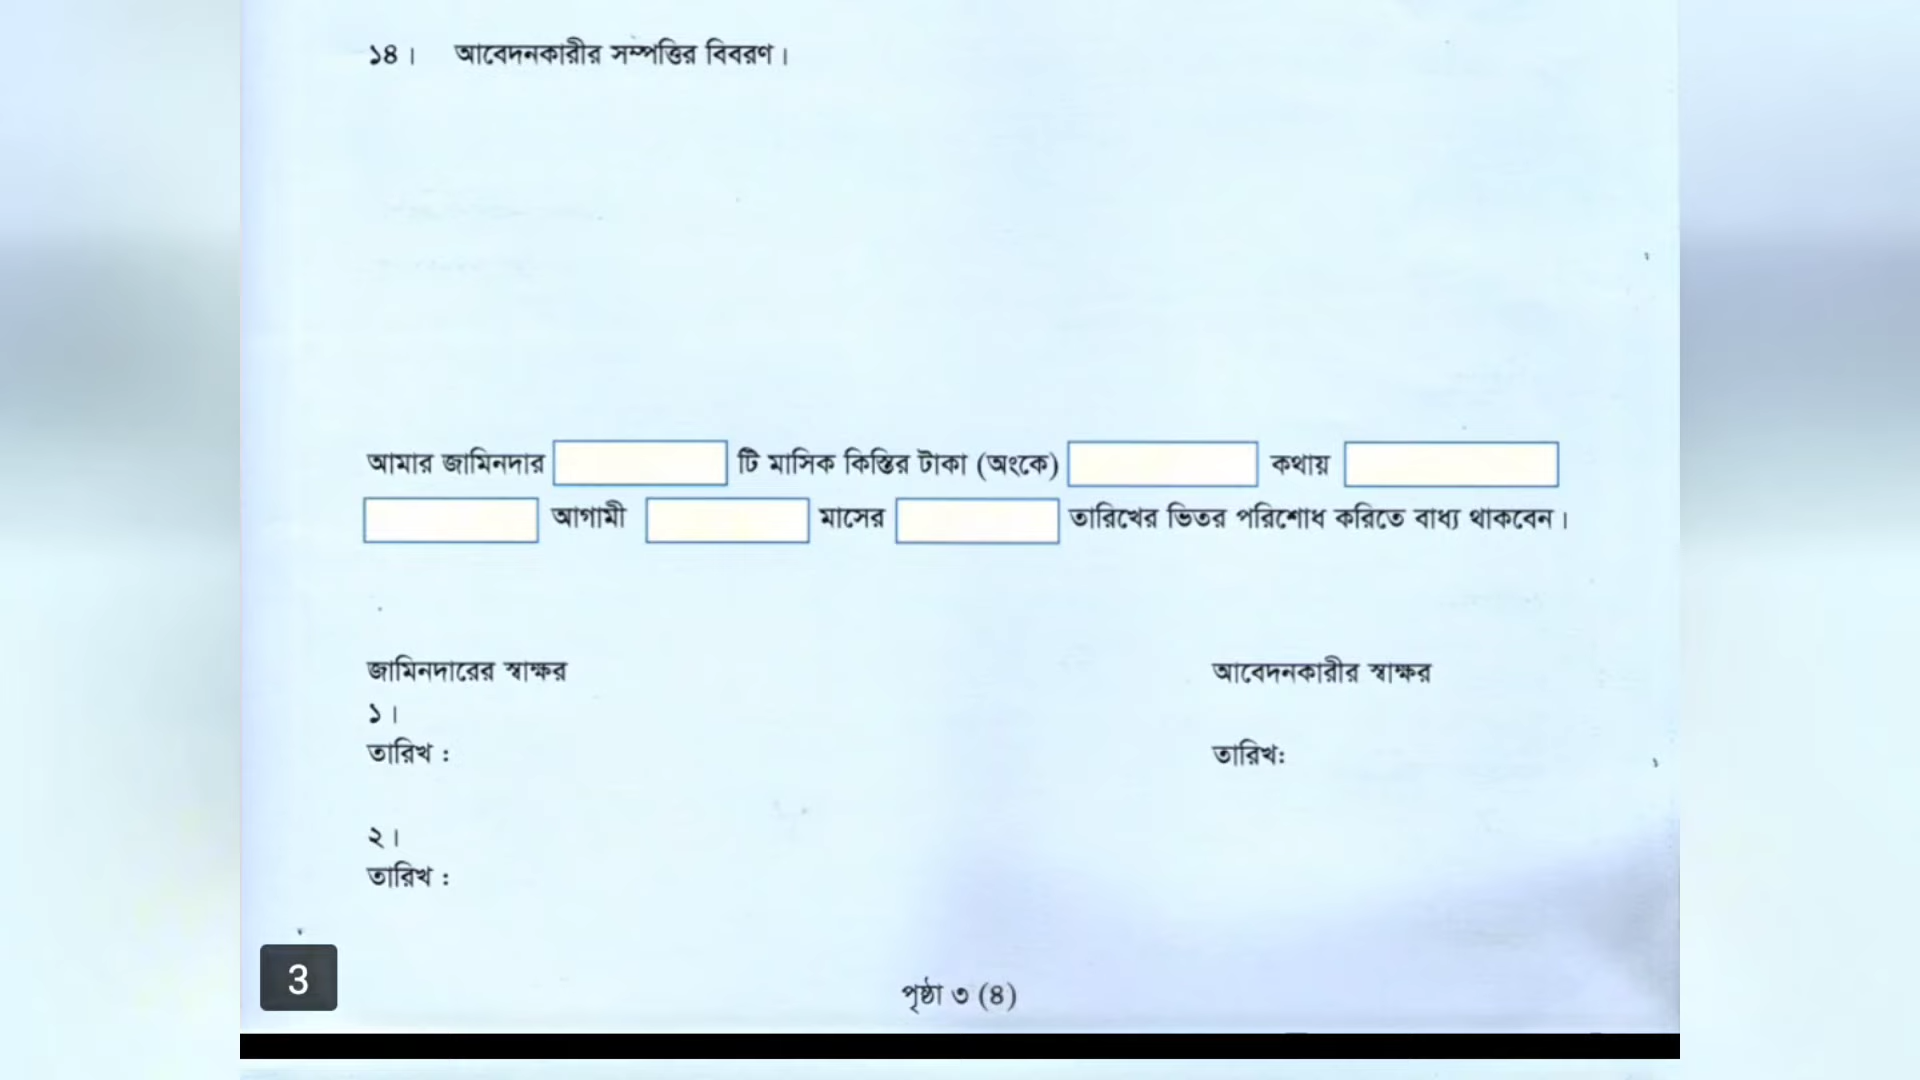 ১৪। আবেদনকারীর সম্পত্তির বিবরণ।
আমার জামিনদার টি মাসিক কিস্তির টাকা (অংকে) কথায়
আগামী মাসের তারিখের ভিতর পরিশোধ করিতে বাধ্য থাকবেন।
জামিনদারের স্বাক্ষর
আবেদনকারীর স্বাক্ষর
১।
তারিখ :
তারিখঃ
২।
তারিখ :
3
পৃষ্ঠা ৩ (৪)